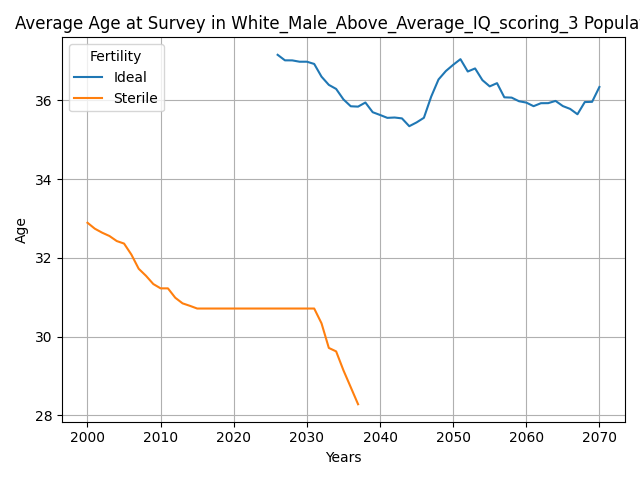 Average Age at Survey in White_Male_Above_Average_IQ_scoring_3 Popula
Fertility
Ideal
Sterile
Age
36
34
32
30
28
2000 2010 2020 2030 2040 2050 2060 2070
Years